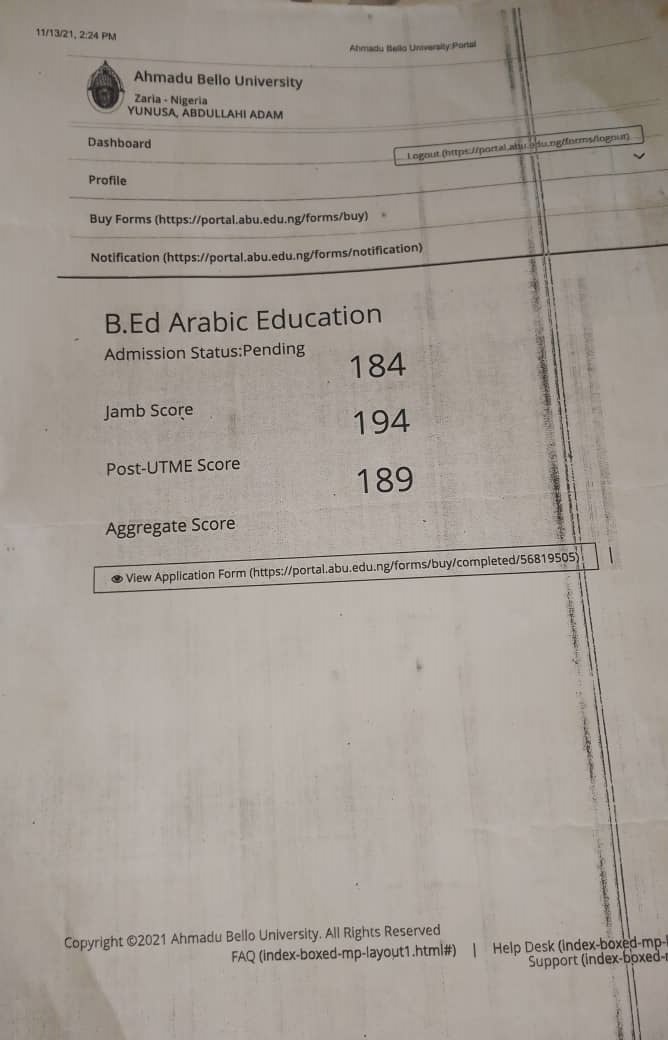 11/13/21, 2:24 PM
Ahmadu Bello University:Portal
Ahmadu Bello University
Zaria - Nigeria
YUNUSA, ABDULLAHI ADAM
Dashboard
Logout (https://portal.abu.edu.ng/forms/logout)
Profile
Buy Forms (https://portal.abu.edu.ng/forms/buy)
Notification (https://portal.abu.edu.ng/forms/notification)
B.Ed Arabic Education
Admission Status:Pending
184
Jamb Score
194
Post-UTME Score
189
Aggregate Score
View Application Form (https://portal.abu.edu.ng/forms/buy/completed/56819505)
Copyright ©2021 Ahmadu Bello University. All Rights Reserved
FAQ (index-boxed-mp-layout1.html#) | Help Desk (index-boxed-mp-
Support (index-boxed-